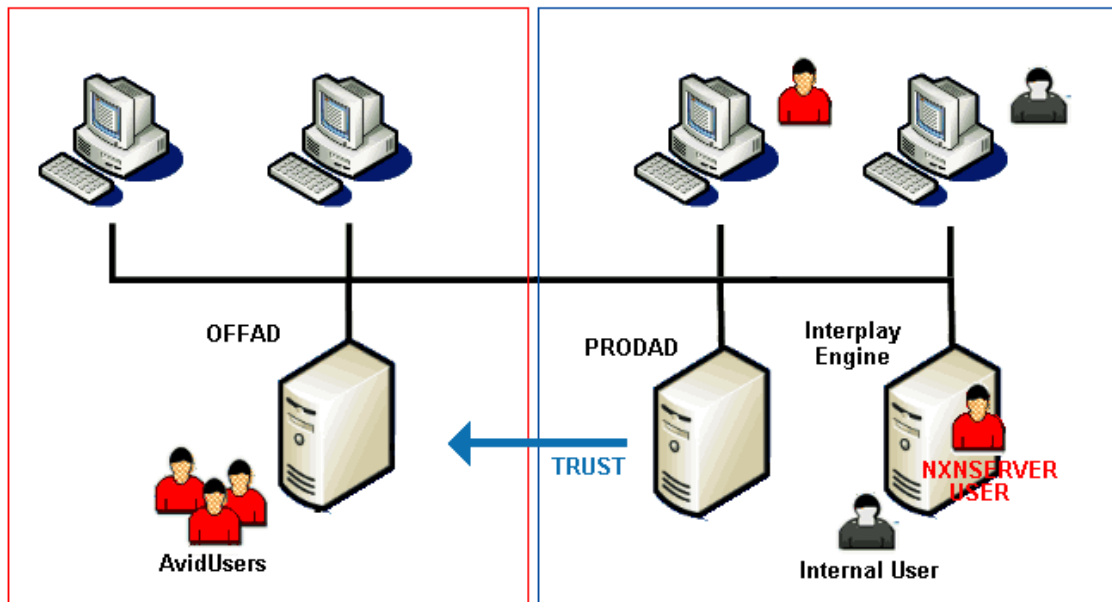 OFFAD
PRODAD
Interplay
Engine
TRUST
NXNSERVER
USER
AvidUsers
Internal User